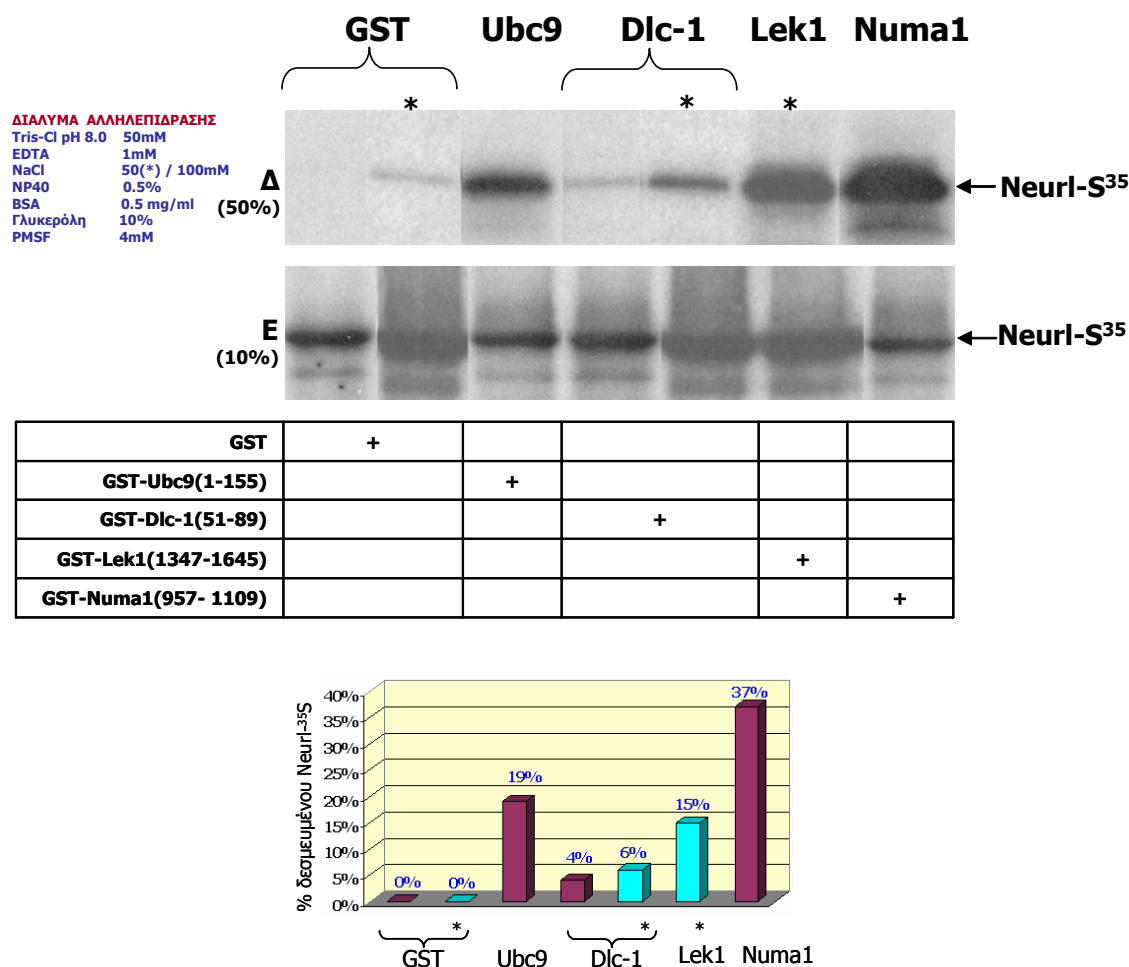 GST Ubc9 Dlc-1 Lek1 Numa1
* * *
ΔΙΑΛΥΜΑ ΑΛΛΗΛΕΠΙΔΡΑΣΗΣ
Tris-Cl pH 8.0 50mM
EDTA 1mM
NaCl 50(*) / 100mM
NP40 0.5%
BSA 0.5 mg/ml
Γλυκερόλη 10%
PMSF 4mM
Δ
(50%)
Neurl-S³⁵
E
(10%)
Neurl-S³⁵
GST +
GST-Ubc9(1-155) +
GST-Dlc-1(51-89) +
GST-Lek1(1347-1645) +
GST-Numa1(957- 1109) +
% δεσμευμένου Neurl-³⁵S
40%
35%
30%
25%
20%
15%
10%
5%
0%
0% 0% 19% 4% 6% 15% 37%
* * *
GST Ubc9 Dlc-1 Lek1 Numa1